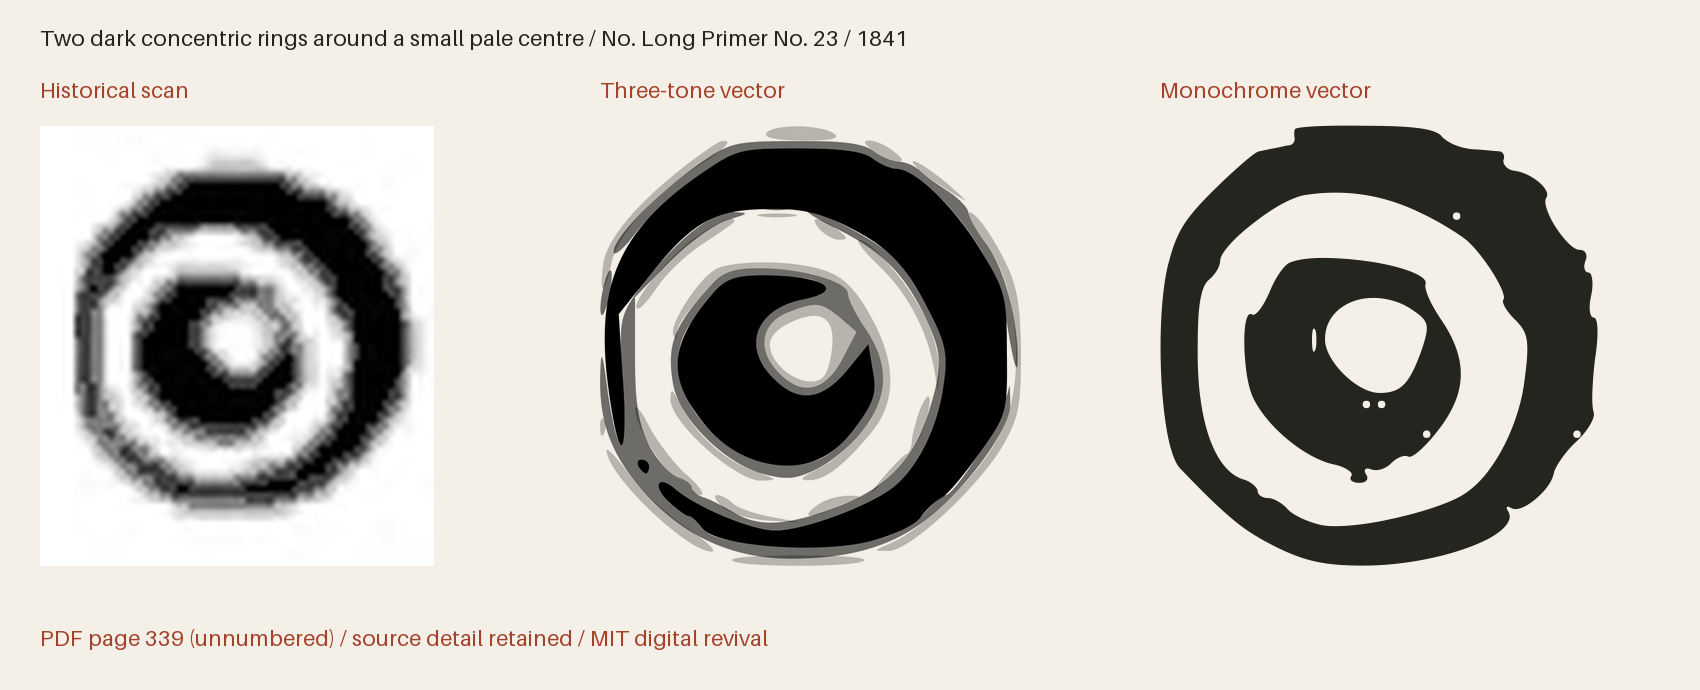 Two dark concentric rings around a small pale centre / No. Long Primer No. 23 / 1841
Historical scan
Three-tone vector
Monochrome vector
PDF page 339 (unnumbered) / source detail retained / MIT digital revival